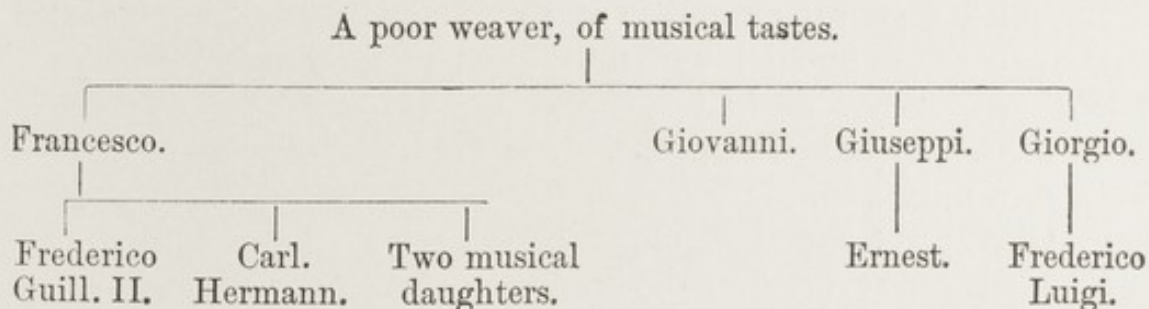 A poor weaver, of musical tastes.
Francesco. Giovanni. Giuseppi. Giorgio.
Frederico Carl. Two musical Ernest. Frederico
Guill. II. Hermann. daughters. Luigi.